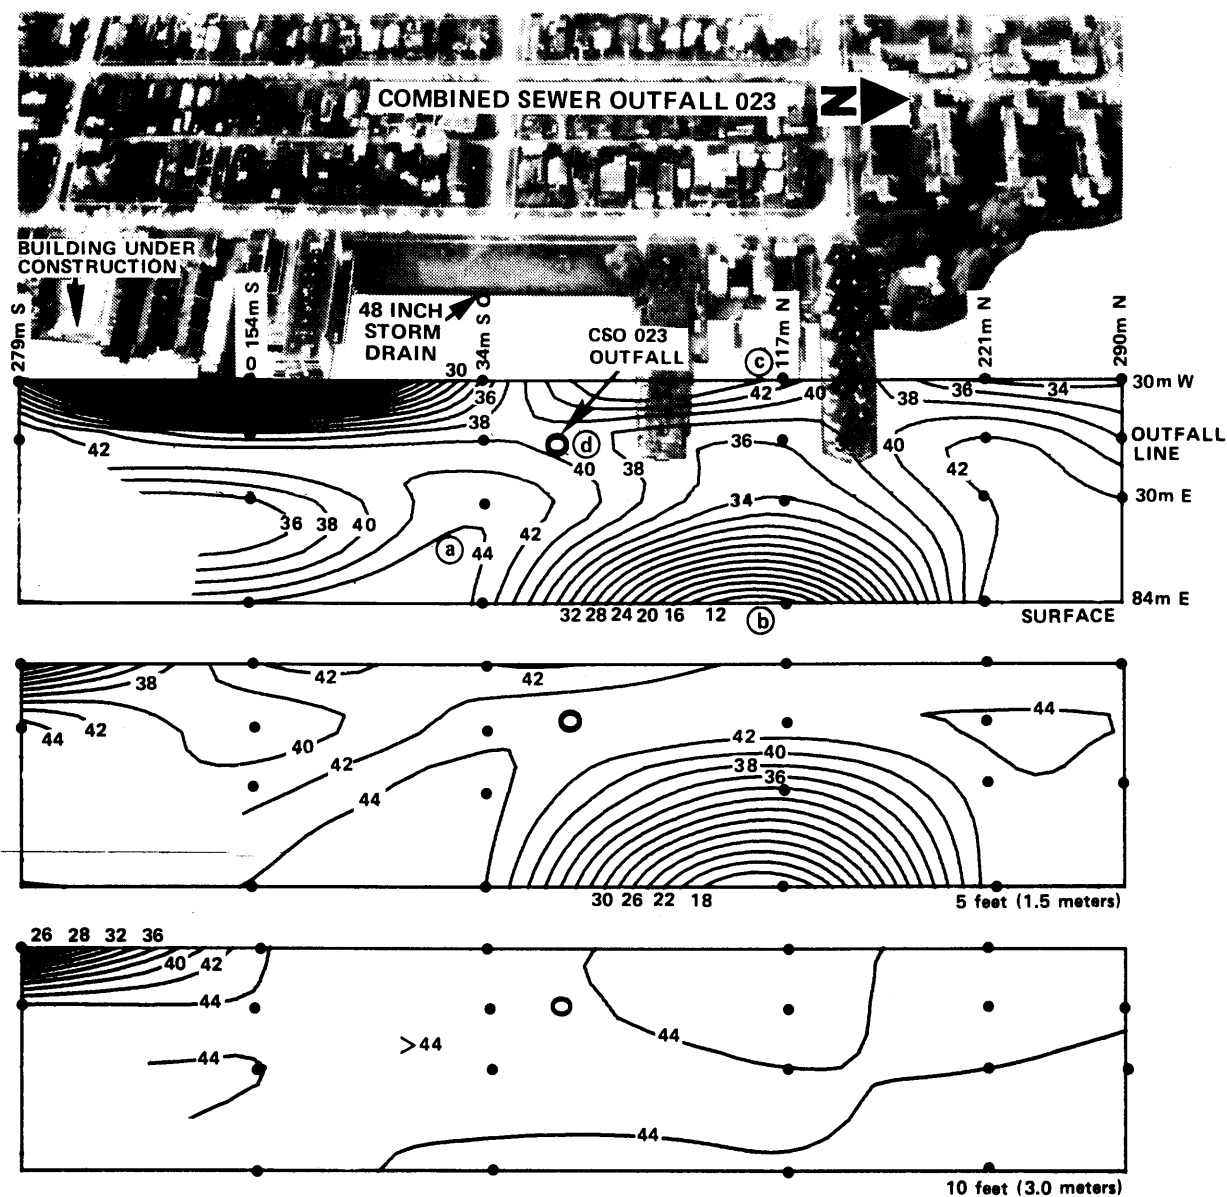 COMBINED SEWER OUTFALL 023
N
BUILDING UNDER
CONSTRUCTION
279m S
154m S
48 INCH
STORM
DRAIN
34m S
CSO 023
OUTFALL
117m N
221m N
290m N
30
c
42
40
36
34
30m W
36
38
38
OUTFALL
LINE
42
d
40
38
36
40
42
30m E
36
38
40
42
34
a
44
32 28 24 20 16 12
b
84m E
SURFACE
38
42
42
44
44
42
40
42
42
40
38
36
44
30 26 22 18
5 feet (1.5 meters)
26 28 32 36
40 42
44
44
>44
44
44
10 feet (3.0 meters)